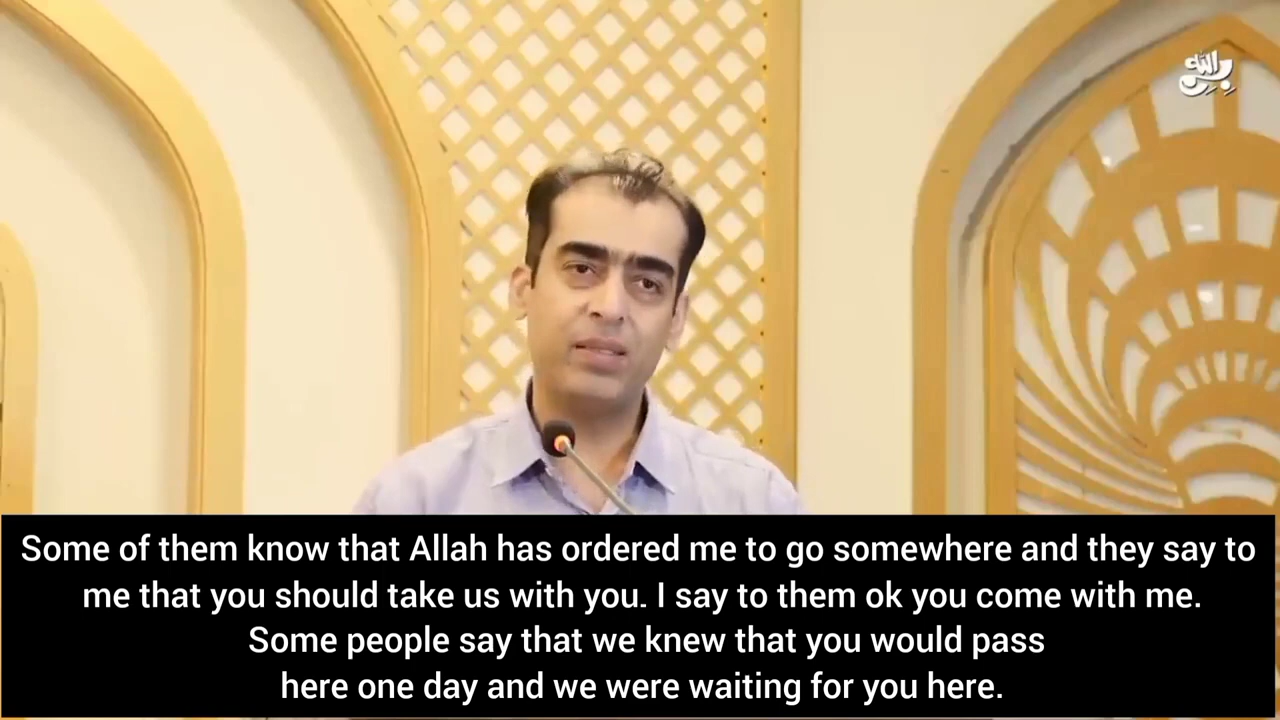 بسم الله
Some of them know that Allah has ordered me to go somewhere and they say to
me that you should take us with you. I say to them ok you come with me.
Some people say that we knew that you would pass
here one day and we were waiting for you here.